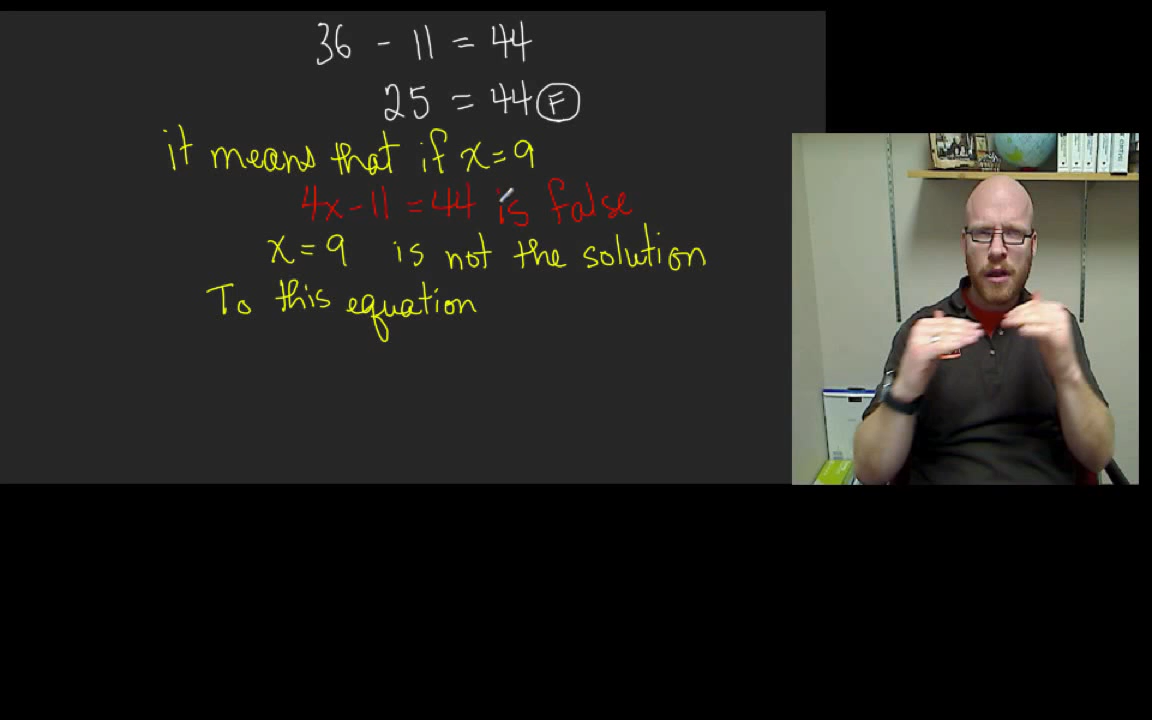 36 - 11 = 44
25 = 44 F
it means that if x = 9
4x - 11 = 44 is false
x = 9 is not the solution
To this equation